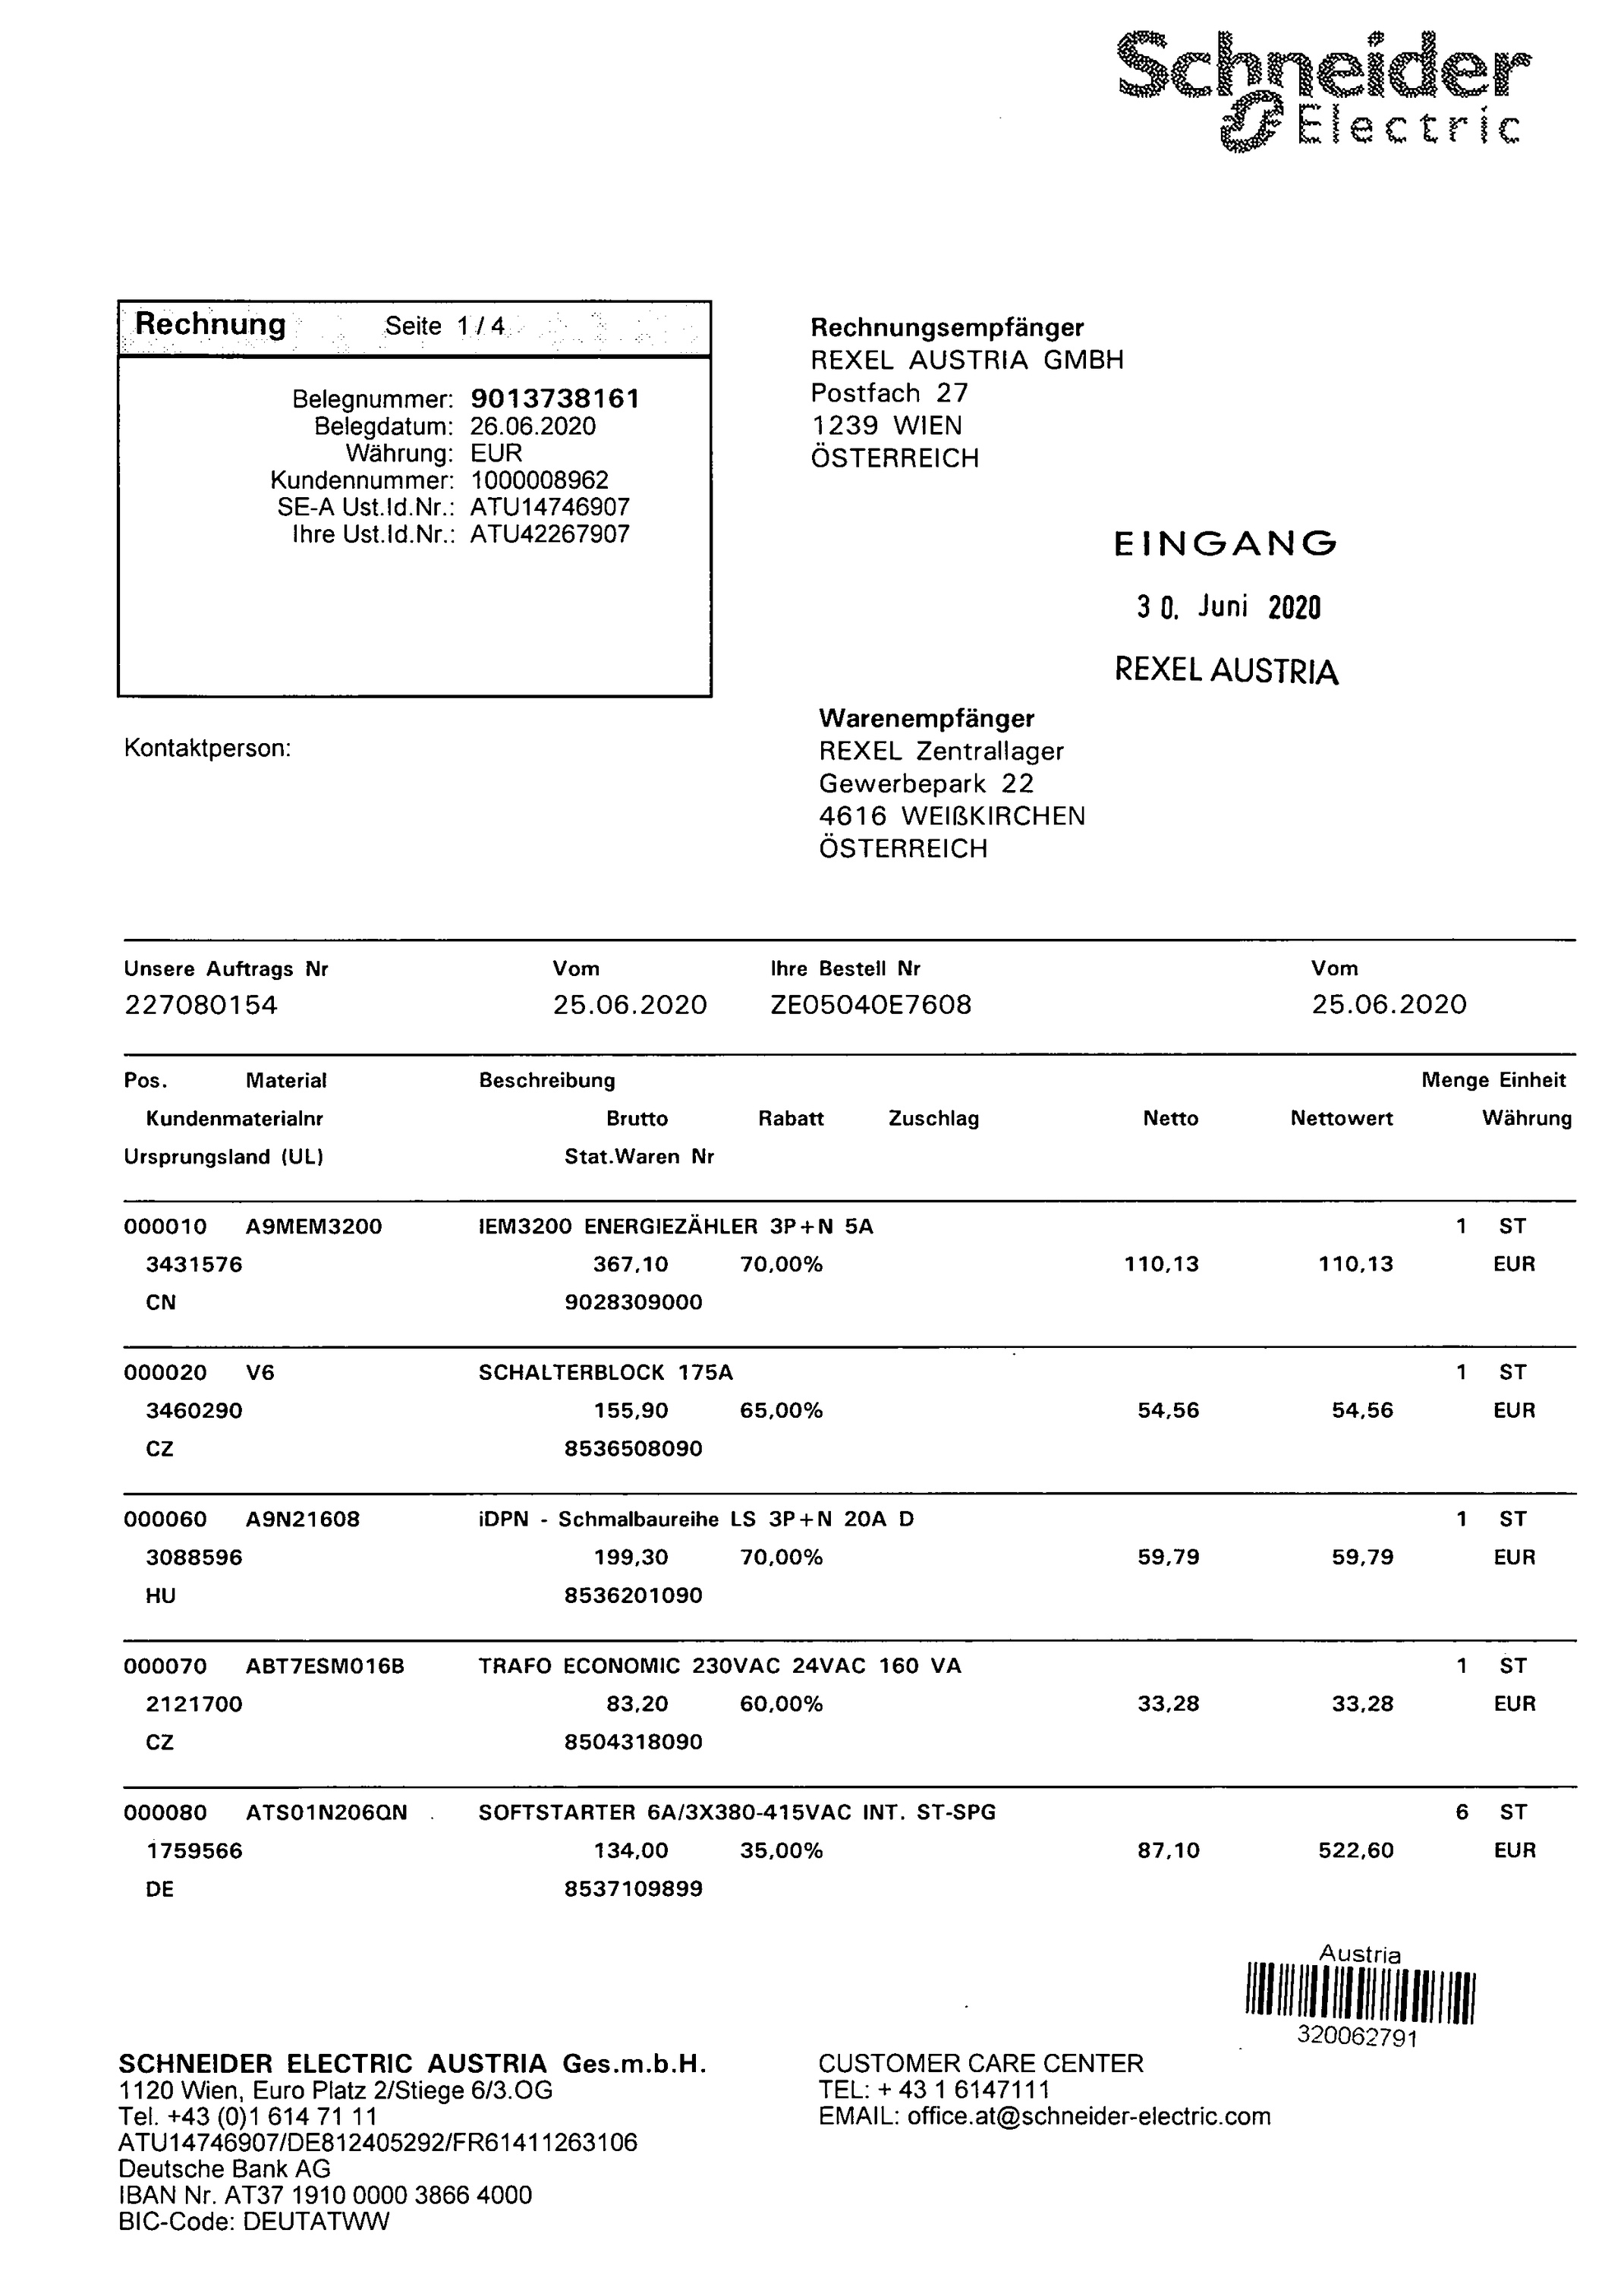 Schneider
Electric
Rechnung Seite 1 / 4
Belegnummer: 9013738161
Belegdatum: 26.06.2020
Währung: EUR
Kundennummer: 1000008962
SE-A Ust.Id.Nr.: ATU14746907
Ihre Ust.Id.Nr.: ATU42267907
Rechnungsempfänger
REXEL AUSTRIA GMBH
Postfach 27
1239 WIEN
ÖSTERREICH
EINGANG
30. Juni 2020
REXEL AUSTRIA
Kontaktperson:
Warenempfänger
REXEL Zentrallager
Gewerbepark 22
4616 WEIßKIRCHEN
ÖSTERREICH
Unsere Auftrags Nr Vom Ihre Bestell Nr Vom
227080154 25.06.2020 ZE05040E7608 25.06.2020
Pos. Material Beschreibung Menge Einheit
Kundenmaterialnr Brutto Rabatt Zuschlag Netto Nettowert Währung
Ursprungsland (UL) Stat.Waren Nr
000010 A9MEM3200 IEM3200 ENERGIEZÄHLER 3P+N 5A 1 ST
3431576 367,10 70,00% 110,13 110,13 EUR
CN 9028309000
000020 V6 SCHALTERBLOCK 175A 1 ST
3460290 155,90 65,00% 54,56 54,56 EUR
CZ 8536508090
000060 A9N21608 iDPN - Schmalbaureihe LS 3P+N 20A D 1 ST
3088596 199,30 70,00% 59,79 59,79 EUR
HU 8536201090
000070 ABT7ESM016B TRAFO ECONOMIC 230VAC 24VAC 160 VA 1 ST
2121700 83,20 60,00% 33,28 33,28 EUR
CZ 8504318090
000080 ATS01N206QN SOFTSTARTER 6A/3X380-415VAC INT. ST-SPG 6 ST
1759566 134,00 35,00% 87,10 522,60 EUR
DE 8537109899
Austria
320062791
SCHNEIDER ELECTRIC AUSTRIA Ges.m.b.H.
1120 Wien, Euro Platz 2/Stiege 6/3.OG
Tel. +43 (0)1 614 71 11
ATU14746907/DE812405292/FR61411263106
Deutsche Bank AG
IBAN Nr. AT37 1910 0000 3866 4000
BIC-Code: DEUTATWW
CUSTOMER CARE CENTER
TEL: + 43 1 6147111
EMAIL: office.at@schneider-electric.com